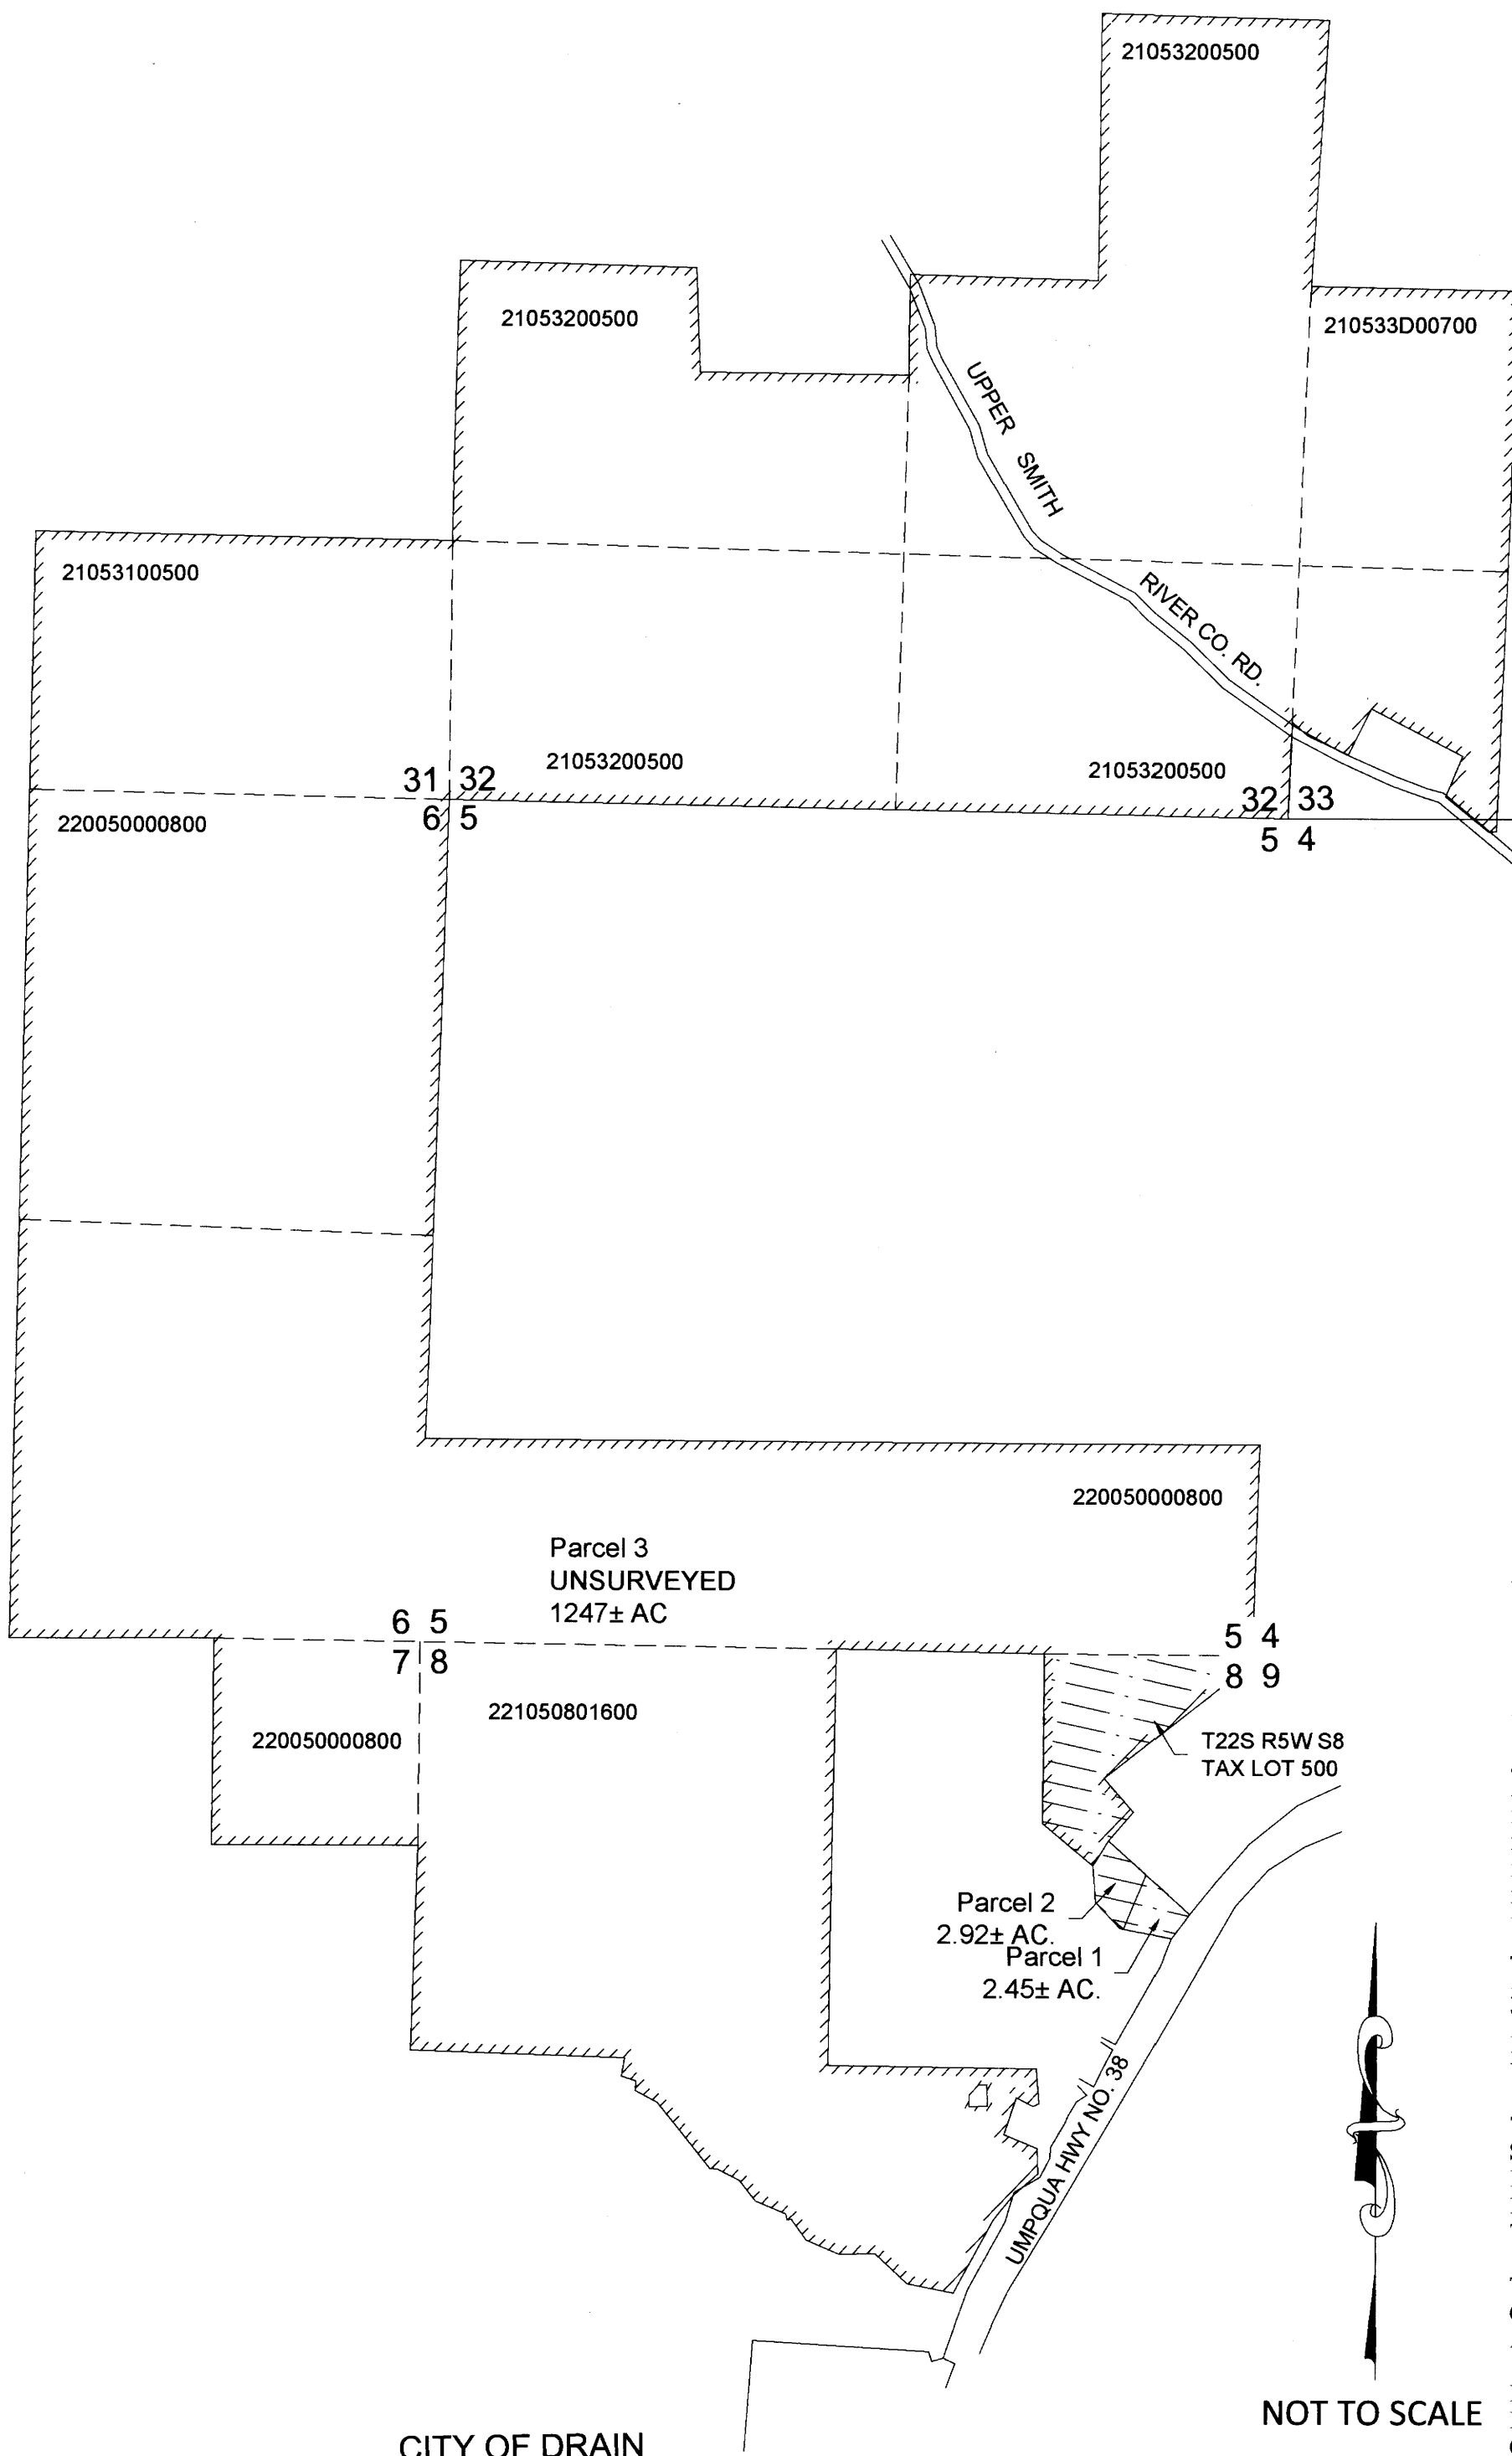 21053200500
21053200500
210533D00700
UPPER SMITH
RIVER CO. RD.
21053100500
21053200500
21053200500
31 32
6 5
32 33
5 4
220050000800
220050000800
Parcel 3
UNSURVEYED
1247± AC
6 5
7 8
5 4
8 9
221050801600
220050000800
T22S R5W S8
TAX LOT 500
Parcel 2
2.92± AC.
Parcel 1
2.45± AC.
UMPQUA HWY NO. 38
NOT TO SCALE
CITY OF DRAIN